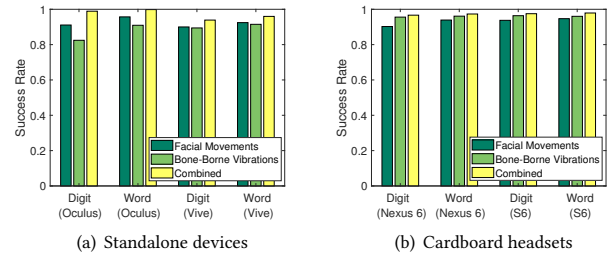 1
0.8
0.6
0.4
0.2
0
Success Rate
Facial Movements
Bone-Borne Vibrations
Combined
Digit Word Digit Word
(Oculus) (Oculus) (Vive) (Vive)
(a) Standalone devices
1
0.8
0.6
0.4
0.2
0
Success Rate
Facial Movements
Bone-Borne Vibrations
Combined
Digit Word Digit Word
(Nexus 6) (Nexus 6) (S6) (S6)
(b) Cardboard headsets